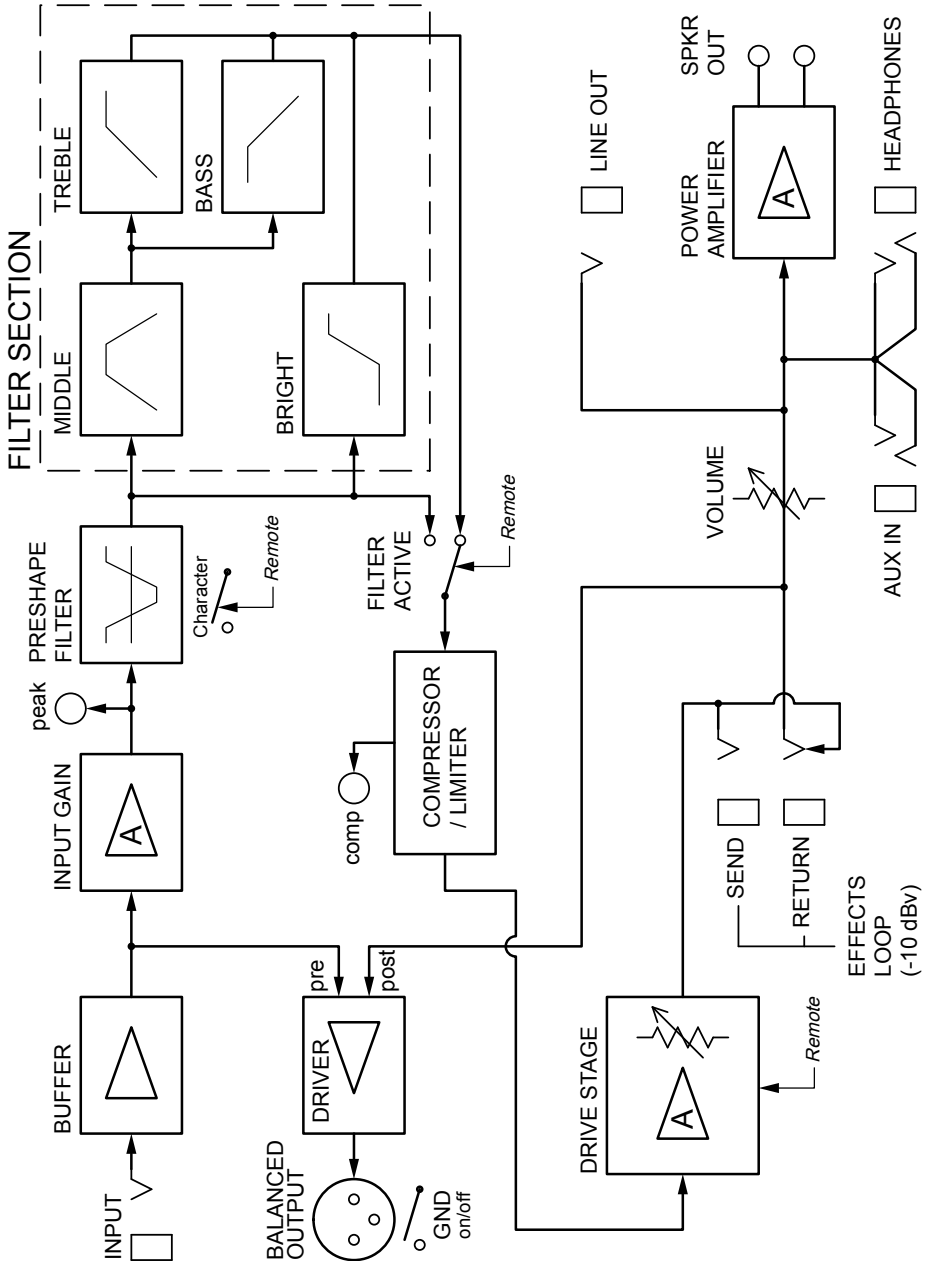 FILTER SECTION
INPUT
BUFFER
INPUT GAIN
A
peak
PRESHAPE
FILTER
Character
Remote
MIDDLE
TREBLE
BASS
BRIGHT
BALANCED
OUTPUT
GND
on/off
DRIVER
pre
post
comp
COMPRESSOR
/ LIMITER
FILTER
ACTIVE
Remote
DRIVE STAGE
A
Remote
SEND
RETURN
EFFECTS
LOOP
(-10 dBv)
VOLUME
LINE OUT
POWER
AMPLIFIER
A
SPKR
OUT
AUX IN
HEADPHONES